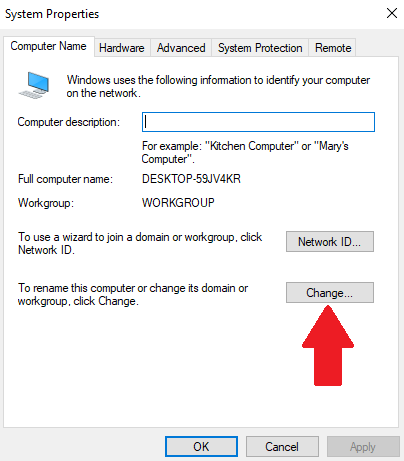 System Properties
Computer Name Hardware Advanced System Protection Remote
Windows uses the following information to identify your computer
on the network.
Computer description:
For example: "Kitchen Computer" or "Mary's
Computer".
Full computer name: DESKTOP-59JV4KR
Workgroup: WORKGROUP
To use a wizard to join a domain or workgroup, click
Network ID.
Network ID...
To rename this computer or change its domain or
workgroup, click Change.
Change...
OK Cancel Apply